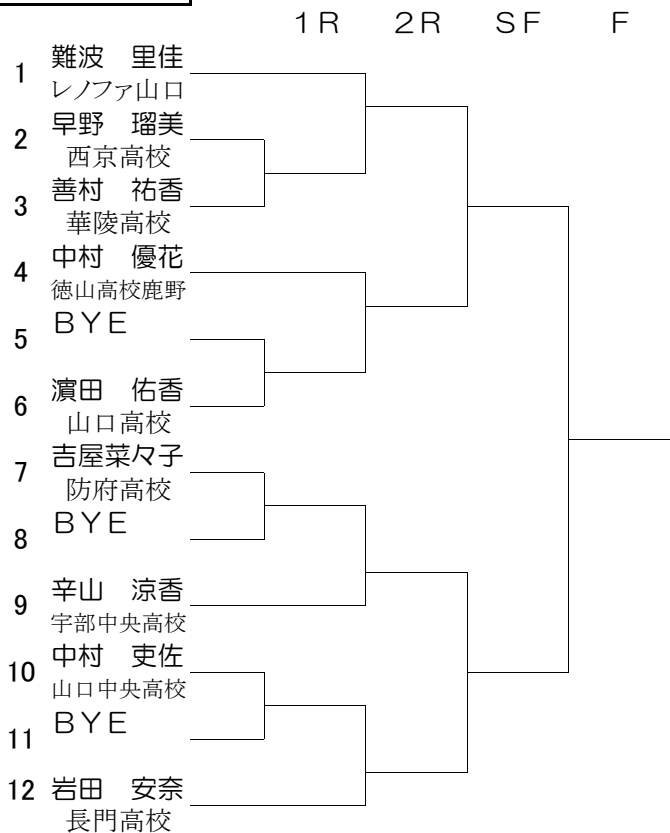 １Ｒ　２Ｒ　ＳＦ　Ｆ
1 難波　里佳
レノファ山口
2 早野　瑠美
西京高校
3 善村　祐香
華陵高校
4 中村　優花
徳山高校鹿野
5 ＢＹＥ
6 濵田　佑香
山口高校
7 吉屋菜々子
防府高校
8 ＢＹＥ
9 辛山　涼香
宇部中央高校
10 中村　吏佐
山口中央高校
11 ＢＹＥ
12 岩田　安奈
長門高校